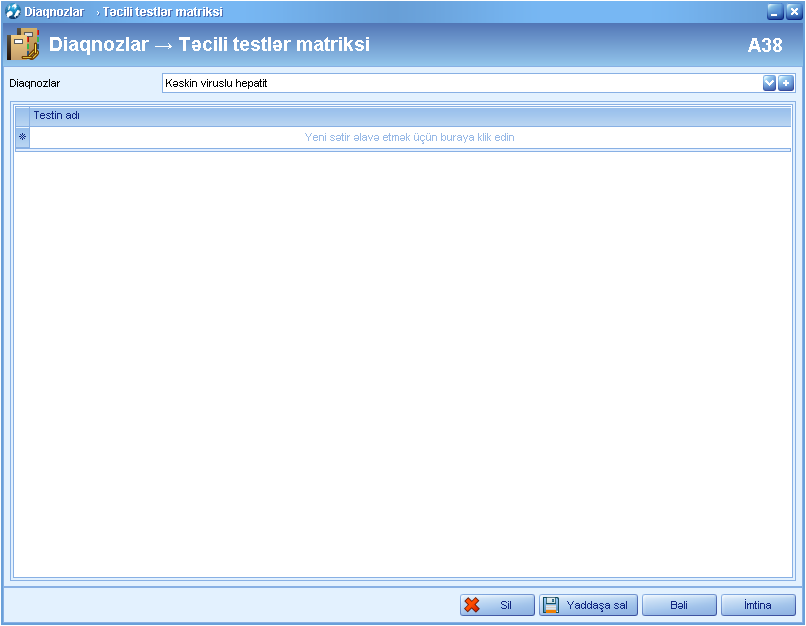 Diaqnozlar → Təcili testlər matriksi
Diaqnozlar → Təcili testlər matriksi
A38
Diaqnozlar
Kəskin viruslu hepatit
Testin adı
Yeni sətir əlavə etmək üçün buraya klik edin
Sil
Yaddaşa sal
Bəli
İmtina